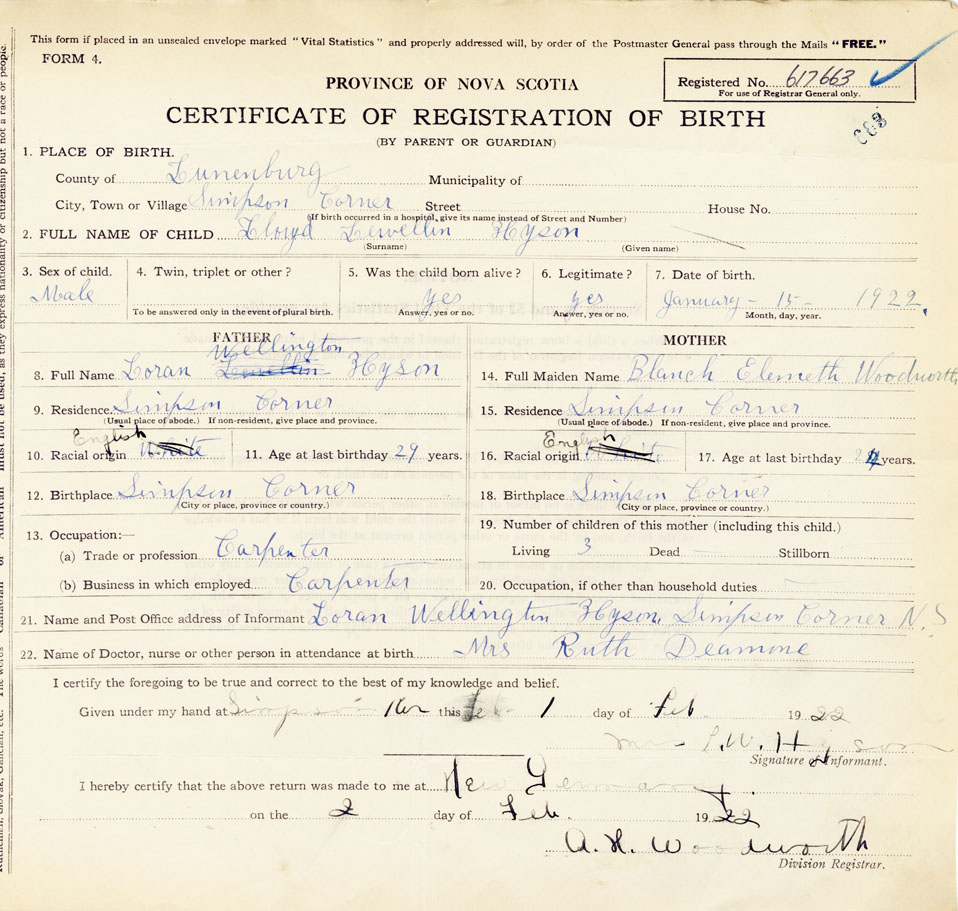 This form if placed in an unsealed envelope marked "Vital Statistics" and properly addressed will, by order of the Postmaster General pass through the Mails "FREE."
FORM 4.
PROVINCE OF NOVA SCOTIA
Registered No. 617663
For use of Registrar General only.
CERTIFICATE OF REGISTRATION OF BIRTH
(BY PARENT OR GUARDIAN)
1. PLACE OF BIRTH.
County of Lunenburg Municipality of
City, Town or Village Simpson Corner Street House No.
(If birth occurred in a hospital, give its name instead of Street and Number)
2. FULL NAME OF CHILD Lloyd Lewellin Hyson
(Surname) (Given name)
3. Sex of child. 4. Twin, triplet or other? 5. Was the child born alive? 6. Legitimate? 7. Date of birth.
Male yes yes January - 15 - 1922.
To be answered only in the event of plural birth. Answer, yes or no. Answer, yes or no. Month, day, year.
FATHER MOTHER
Wellington
8. Full Name Loran Lewellin Hyson 14. Full Maiden Name Blanch Elemeth Woodworth
9. Residence. Simpson Corner 15. Residence Simpson Corner
(Usual place of abode.) If non-resident, give place and province. (Usual place of abode.) If non-resident, give place and province.
English English
10. Racial origin White 11. Age at last birthday 29 years. 16. Racial origin White 17. Age at last birthday years.
12. Birthplace Simpson Corner 18. Birthplace Simpson Corner
(City or place, province or country.) (City or place, province or country.)
13. Occupation:— 19. Number of children of this mother (including this child.)
(a) Trade or profession Carpenter Living 3 Dead — Stillborn
(b) Business in which employed Carpenter 20. Occupation, if other than household duties
21. Name and Post Office address of Informant Loran Wellington Hyson, Simpson Corner N.S
22. Name of Doctor, nurse or other person in attendance at birth Mrs Ruth Deamone
I certify the foregoing to be true and correct to the best of my knowledge and belief.
Given under my hand at Simpson this Feb 1 day of Feb. 1922
L.W. Hyson
Signature of Informant.
I hereby certify that the above return was made to me at New Germany
on the 2 day of Feb. 1922
A. H. Woodworth
Division Registrar.